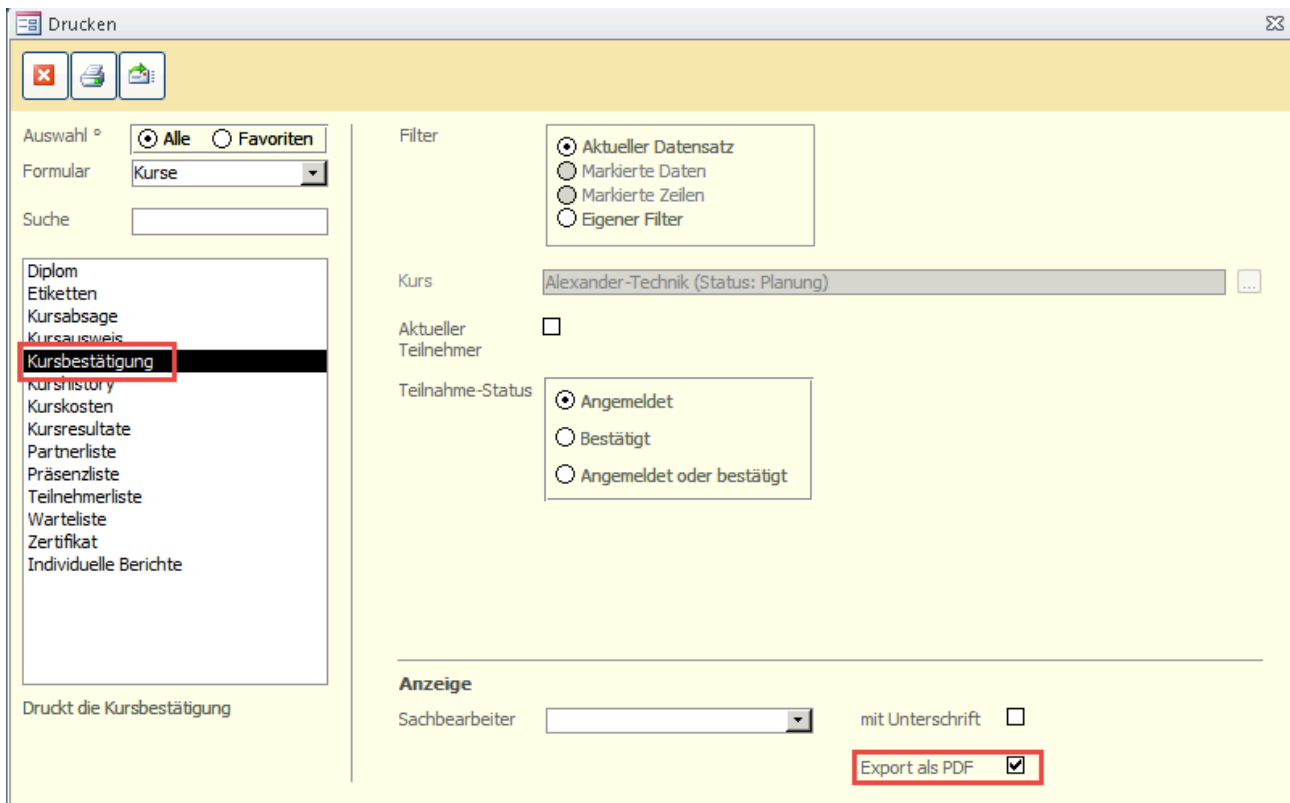 Drucken
Auswahl °
Alle
Favoriten
Formular
Kurse
Suche
Diplom
Etiketten
Kursabsage
Kursausweis
Kursbestätigung
Kurshistory
Kurskosten
Kursresultate
Partnerliste
Präsenzliste
Teilnehmerliste
Warteliste
Zertifikat
Individuelle Berichte
Druckt die Kursbestätigung
Filter
Aktueller Datensatz
Markierte Daten
Markierte Zeilen
Eigener Filter
Kurs
Alexander-Technik (Status: Planung)
...
Aktueller
Teilnehmer
Teilnahme-Status
Angemeldet
Bestätigt
Angemeldet oder bestätigt
Anzeige
Sachbearbeiter
mit Unterschrift
Export als PDF